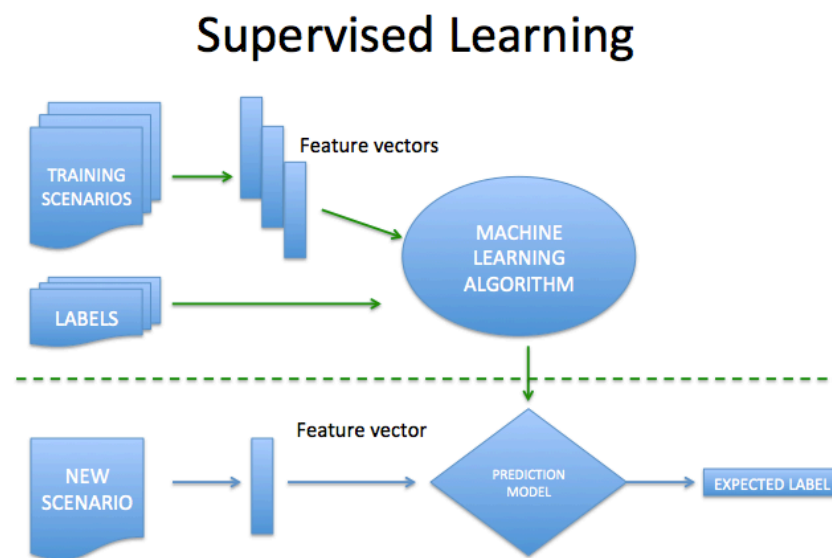 Supervised Learning
TRAINING
SCENARIOS
Feature vectors
MACHINE
LEARNING
ALGORITHM
LABELS
NEW
SCENARIO
Feature vector
PREDICTION
MODEL
EXPECTED LABEL